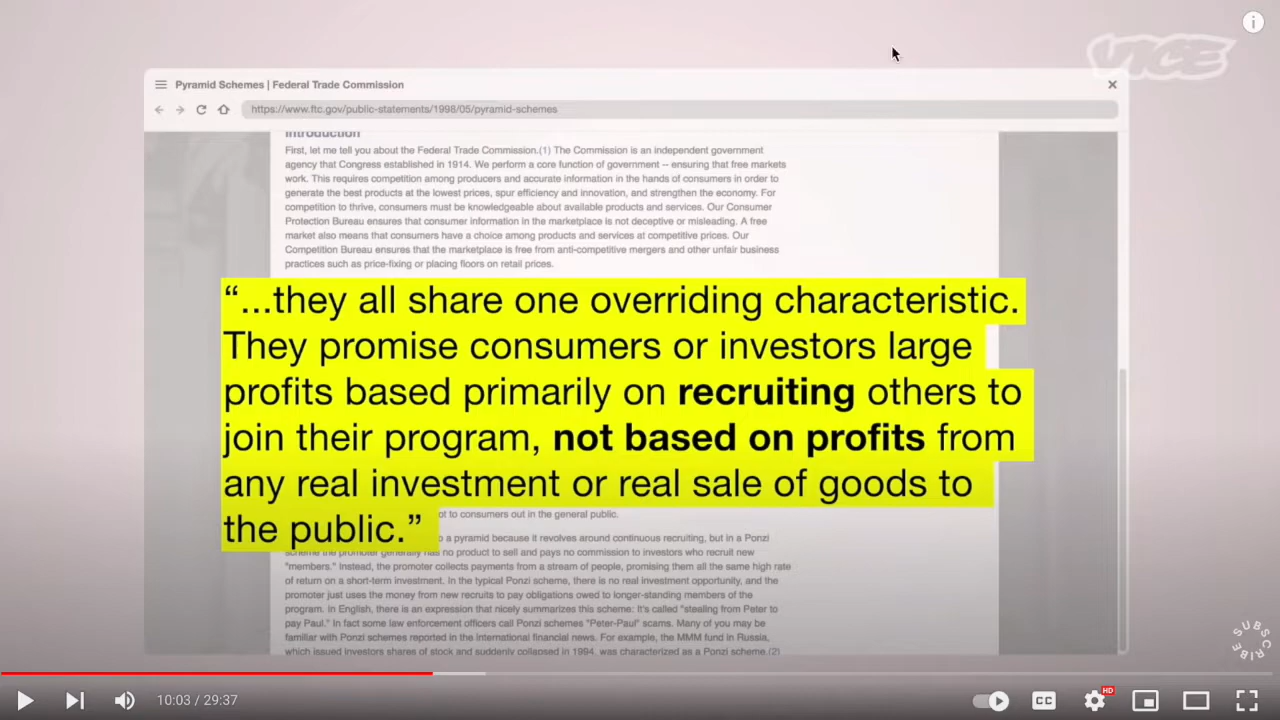 VICE
Pyramid Schemes | Federal Trade Commission
https://www.ftc.gov/public-statements/1998/05/pyramid-schemes
Introduction
First, let me tell you about the Federal Trade Commission.(1) The Commission is an independent government
agency that Congress established in 1914. We perform a core function of government -- ensuring that free markets
work. This requires competition among producers and accurate information in the hands of consumers in order to
generate the best products at the lowest prices, spur efficiency and innovation, and strengthen the economy. For
competition to thrive, consumers must be knowledgeable about available products and services. Our Consumer
Protection Bureau ensures that consumer information in the marketplace is not deceptive or misleading. A free
market also means that consumers have a choice among products and services at competitive prices. Our
Competition Bureau ensures that the marketplace is free from anti-competitive mergers and other unfair business
practices such as price-fixing or placing floors on retail prices.
“...they all share one overriding characteristic.
They promise consumers or investors large
profits based primarily on recruiting others to
join their program, not based on profits from
any real investment or real sale of goods to
the public.”
ot to consumers out in the general public.
o a pyramid because it revolves around continuous recruiting, but in a Ponzi
scheme the promoter generally has no product to sell and pays no commission to investors who recruit new
"members." Instead, the promoter collects payments from a stream of people, promising them all the same high rate
of return on a short-term investment. In the typical Ponzi scheme, there is no real investment opportunity, and the
promoter just uses the money from new recruits to pay obligations owed to longer-standing members of the
program. In English, there is an expression that nicely summarizes this scheme: It's called "stealing from Peter to
pay Paul." In fact some law enforcement officers call Ponzi schemes "Peter-Paul" scams. Many of you may be
familiar with Ponzi schemes reported in the international financial news. For example, the MMM fund in Russia,
which issued investors shares of stock and suddenly collapsed in 1994, was characterized as a Ponzi scheme.(2)
SUBSCRIBE
10:03 / 29:37
CC
HD